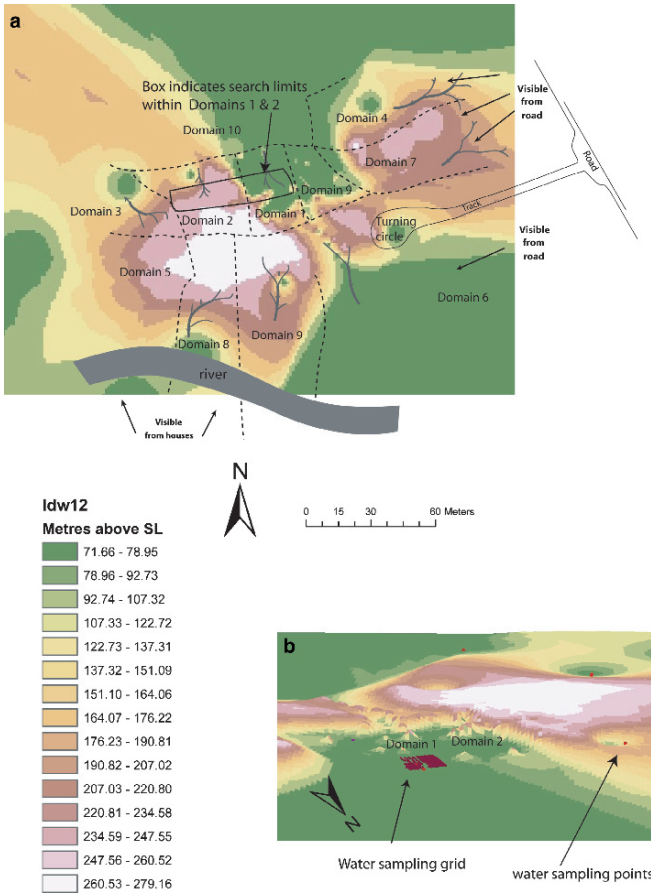 a
Box indicates search limits
within Domains 1 & 2
Domain 10
Domain 4
Visible
from
road
Domain 7
Road
Domain 9
Domain 3
Domain 2
Domain 1
Track
Turning
circle
Visible
from
road
Domain 5
Domain 6
Domain 9
Domain 8
river
Visible
from houses
N
0 15 30 60 Meters
Idw12
Metres above SL
71.66 - 78.95
78.96 - 92.73
92.74 - 107.32
107.33 - 122.72
122.73 - 137.31
137.32 - 151.09
151.10 - 164.06
164.07 - 176.22
176.23 - 190.81
190.82 - 207.02
207.03 - 220.80
220.81 - 234.58
234.59 - 247.55
247.56 - 260.52
260.53 - 279.16
b
Domain 1
Domain 2
N
Water sampling grid
water sampling points